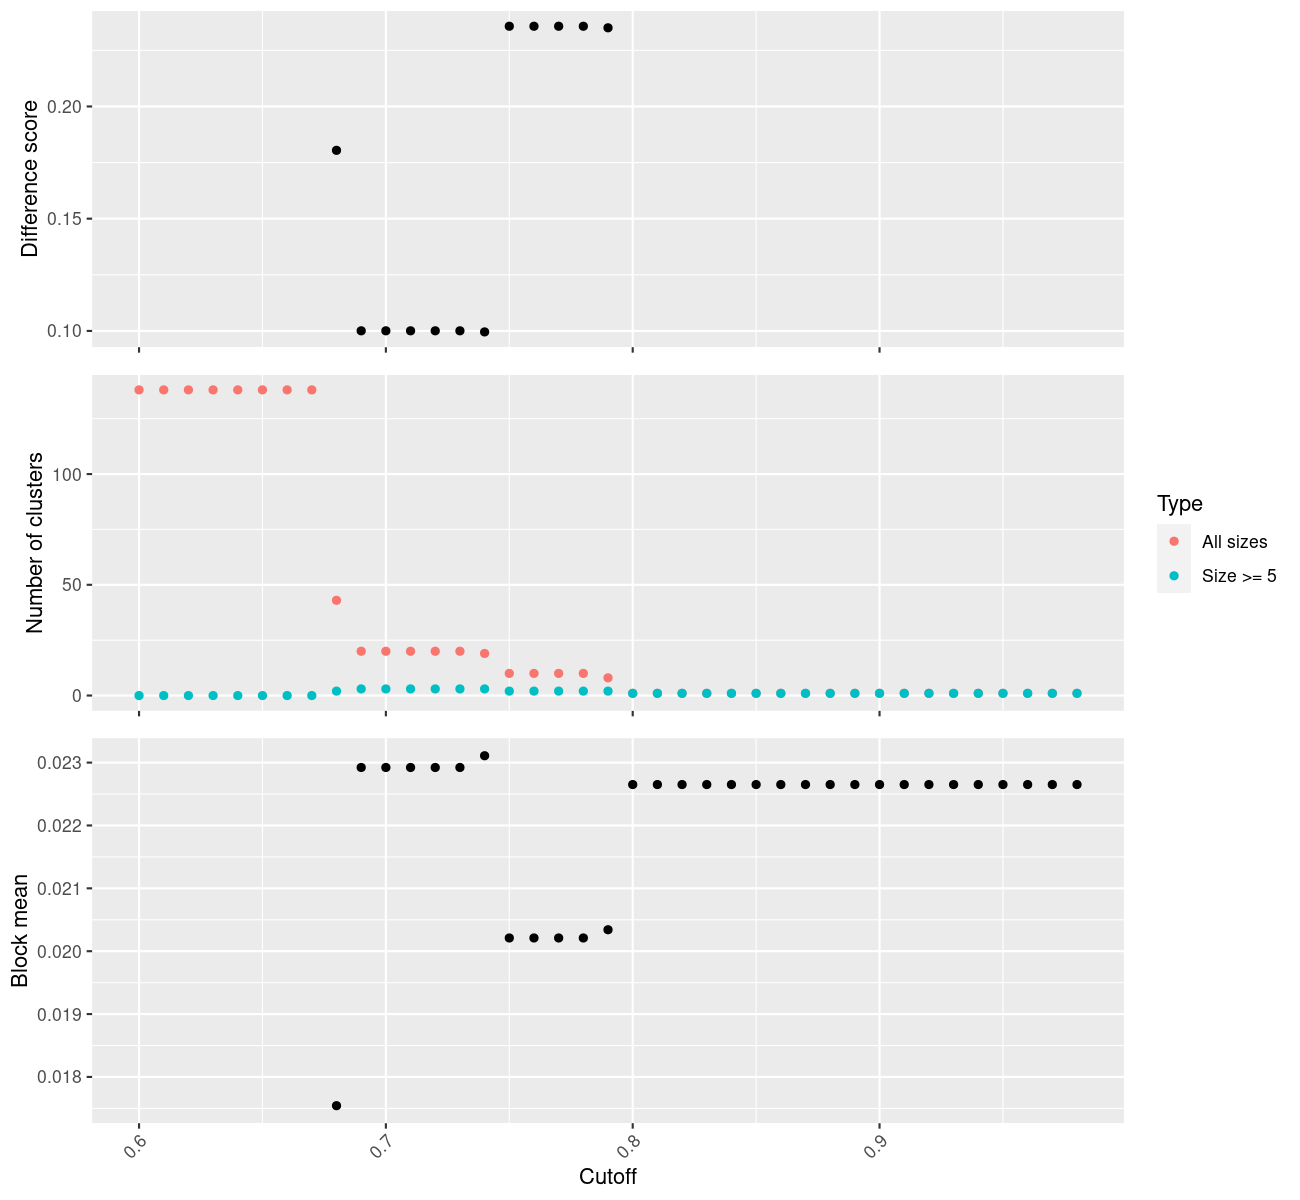 Difference score
0.20
0.15
0.10
Number of clusters
100
50
0
Type
All sizes
Size >= 5
Block mean
0.023
0.022
0.021
0.020
0.019
0.018
0.6
0.7
0.8
0.9
Cutoff